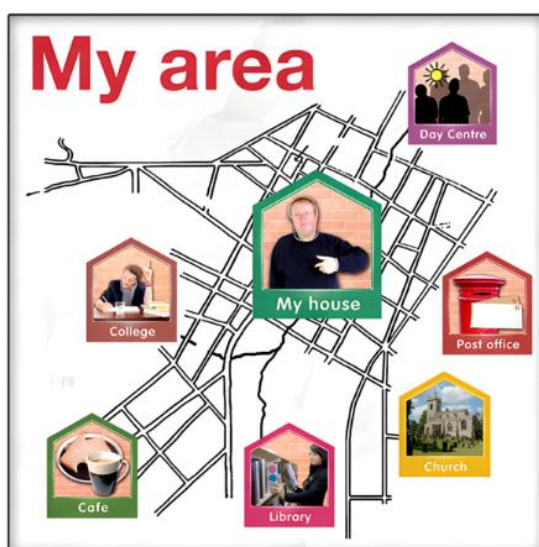 My area
Day Centre
My house
College
Post office
Church
Cafe
Library